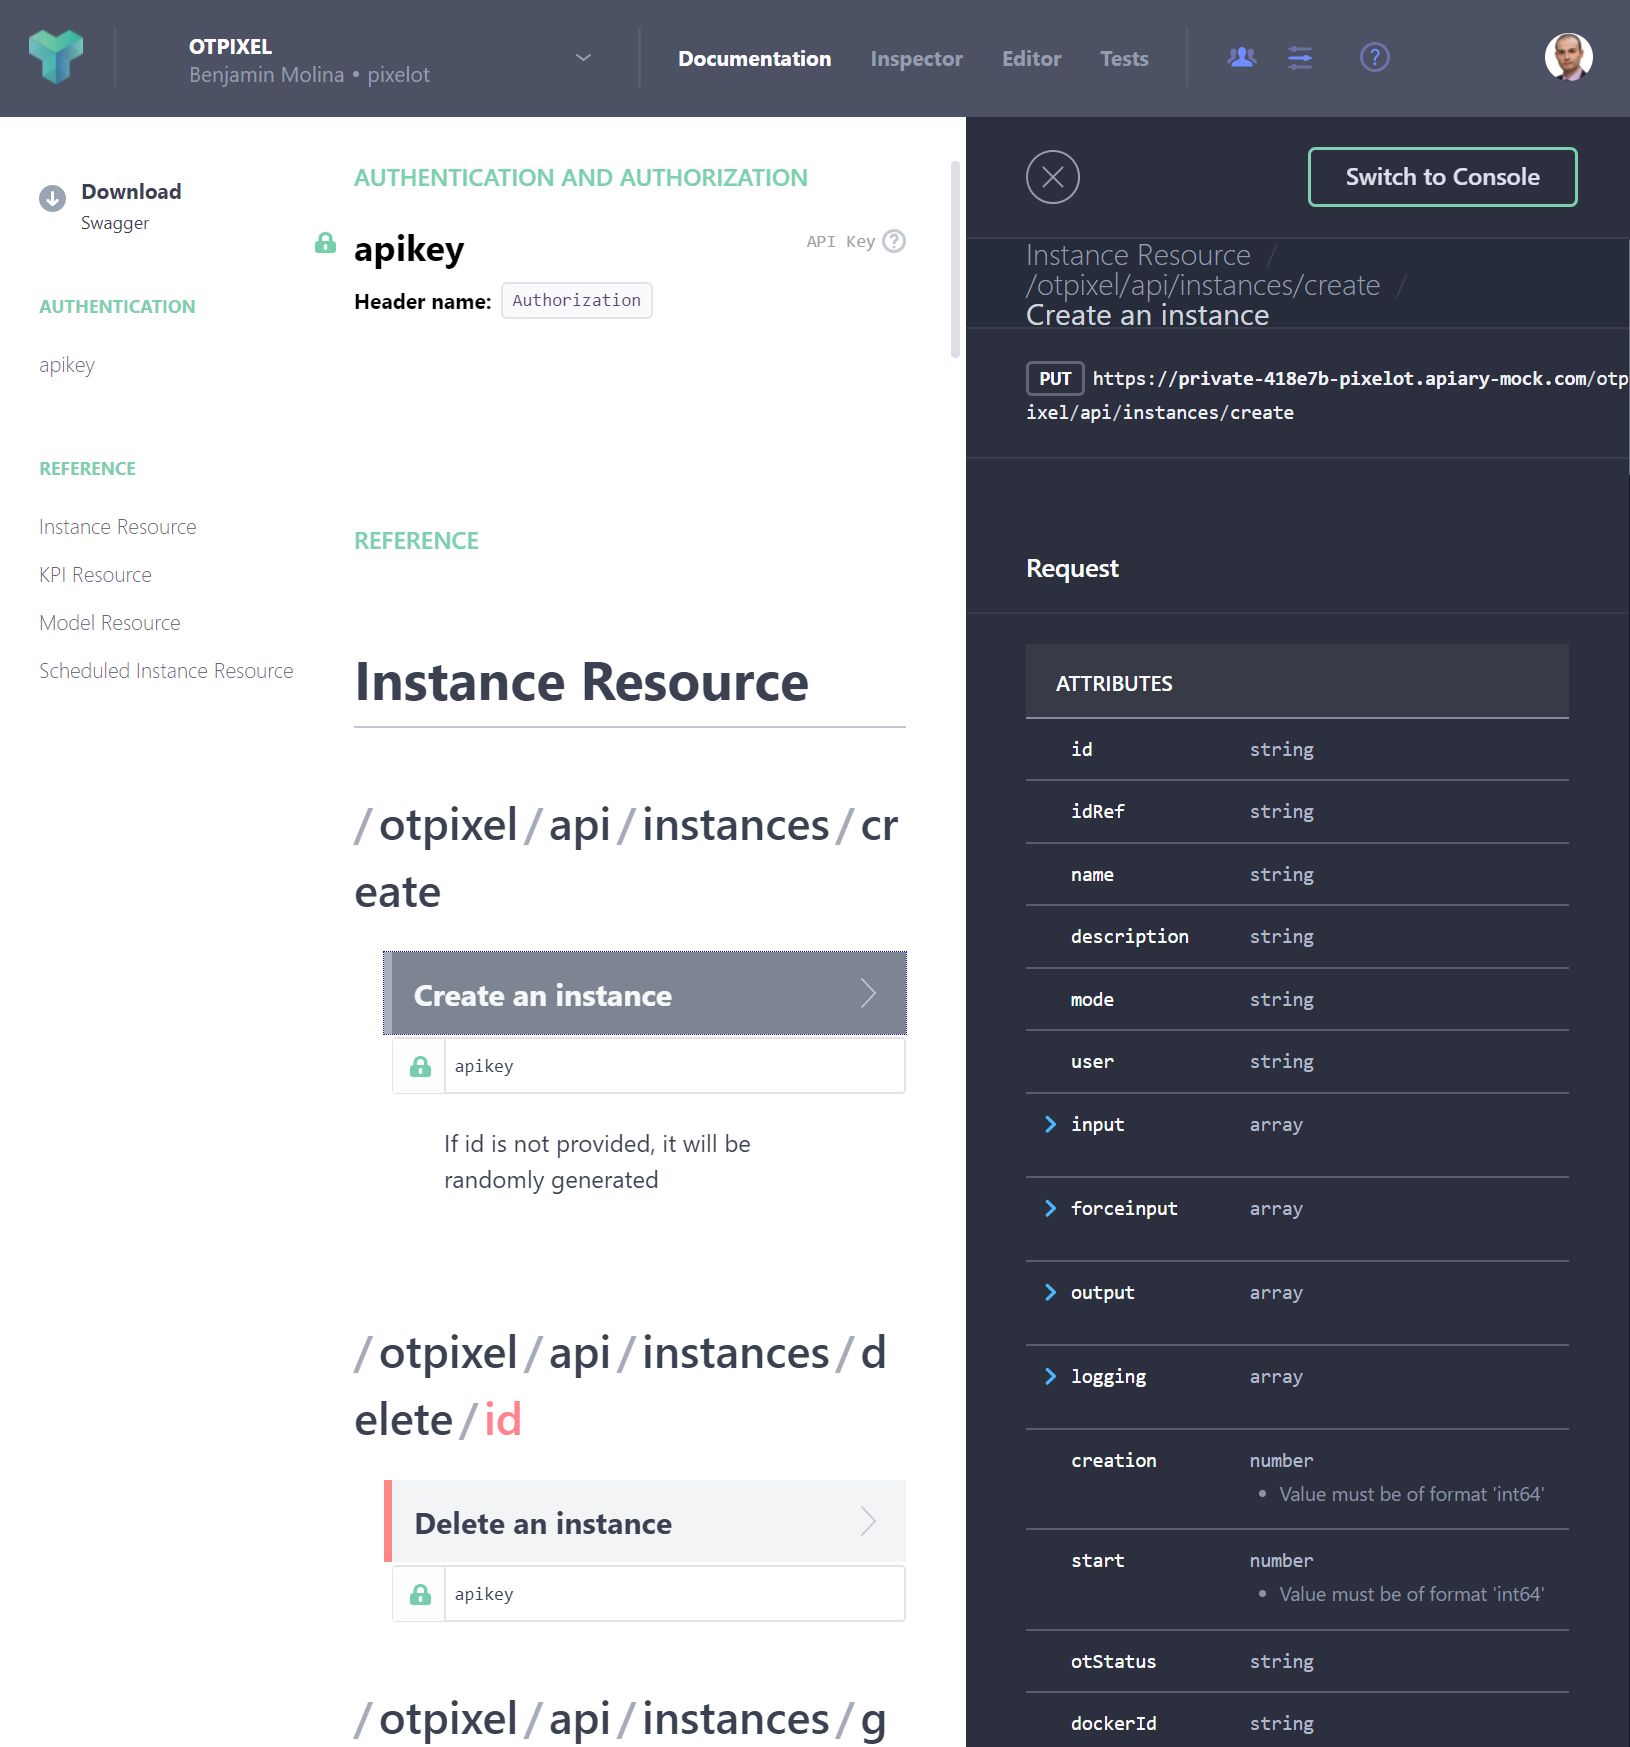 OTPIXEL
Benjamin Molina • pixelot
Documentation
Inspector
Editor
Tests
?
Download
Swagger
AUTHENTICATION
apikey
REFERENCE
Instance Resource
KPI Resource
Model Resource
Scheduled Instance Resource
AUTHENTICATION AND AUTHORIZATION
apikey
API Key ?
Header name: Authorization
REFERENCE
Instance Resource
/otpixel/api/instances/cr
eate
Create an instance
apikey
If id is not provided, it will be
randomly generated
/otpixel/api/instances/d
elete/id
Delete an instance
apikey
/otpixel/api/instances/g
Switch to Console
Instance Resource /
/otpixel/api/instances/create /
Create an instance
PUT https://private-418e7b-pixelot.apiary-mock.com/otp
ixel/api/instances/create
Request
ATTRIBUTES
id string
idRef string
name string
description string
mode string
user string
input array
forceinput array
output array
logging array
creation number
• Value must be of format 'int64'
start number
• Value must be of format 'int64'
otStatus string
dockerId string